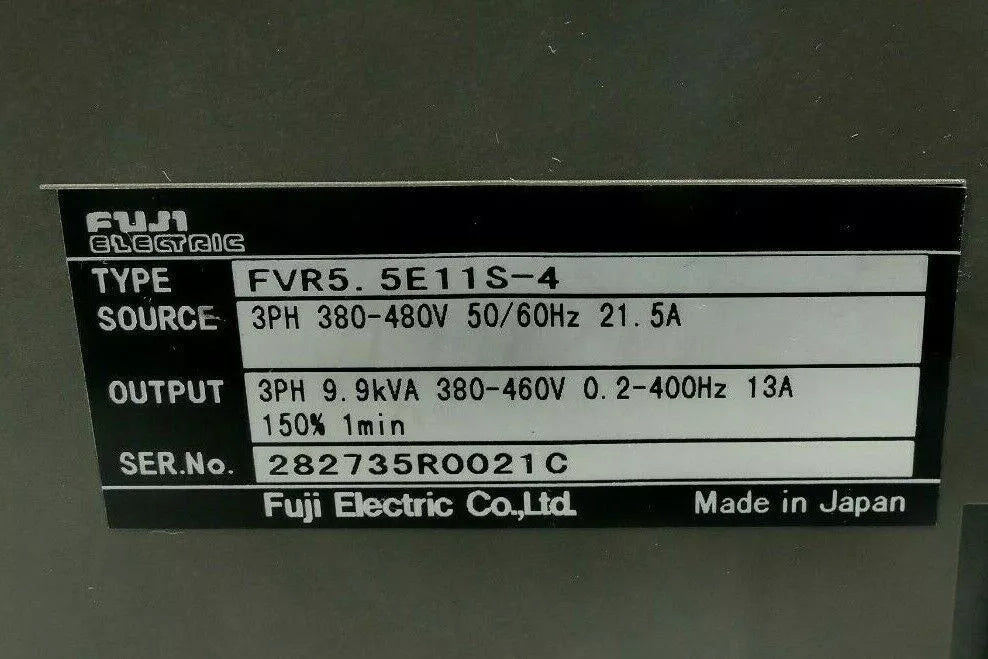 FUJI
ELECTRIC
TYPE FVR5.5E11S-4
SOURCE 3PH 380-480V 50/60Hz 21.5A
OUTPUT 3PH 9.9kVA 380-460V 0.2-400Hz 13A
150% 1min
SER.No. 282735R0021C
Fuji Electric Co.,Ltd. Made in Japan